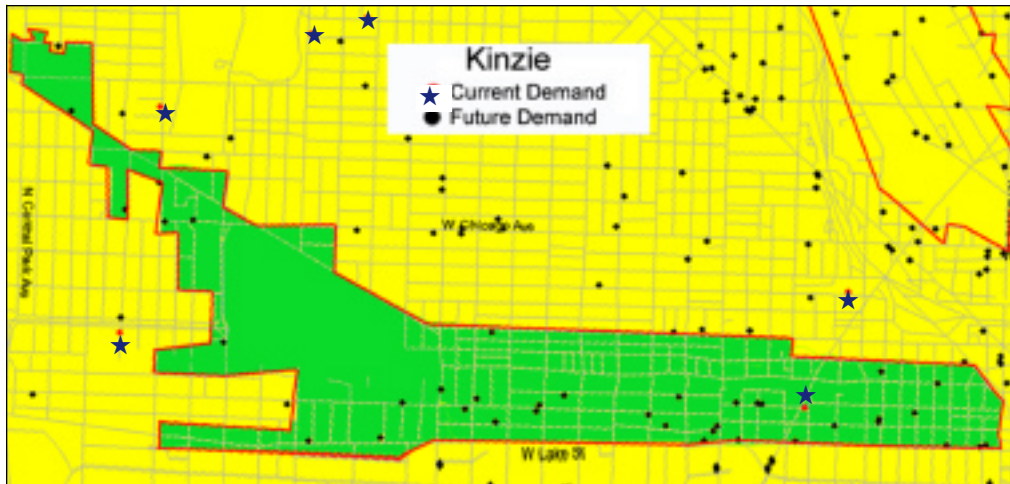 Kinzie
Current Demand
Future Demand
N Central Park Ave
W Chicago Ave
W Lake St